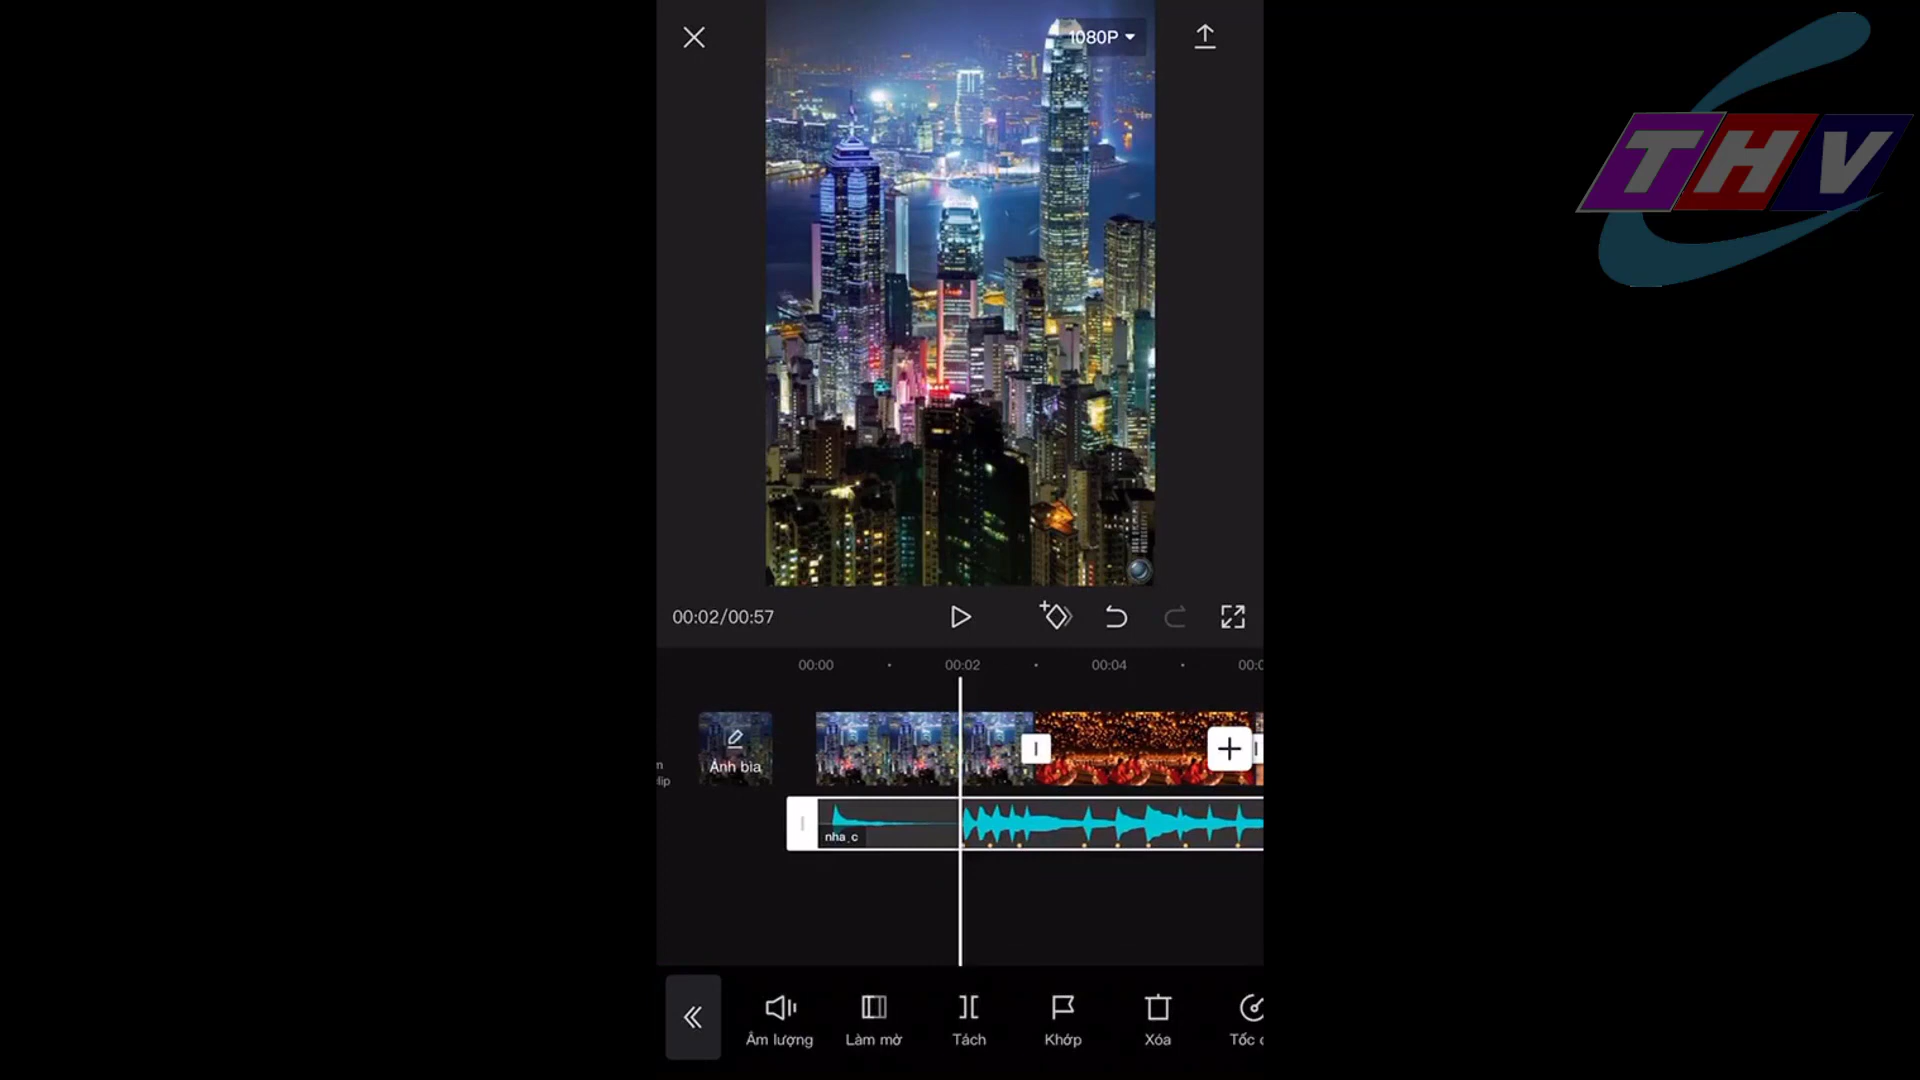 1080P
THV
00:02/00:57
00:00
00:02
00:04
Ảnh bìa
nha_c
Âm lượng
Làm mờ
Tách
Khớp
Xóa
Tốc